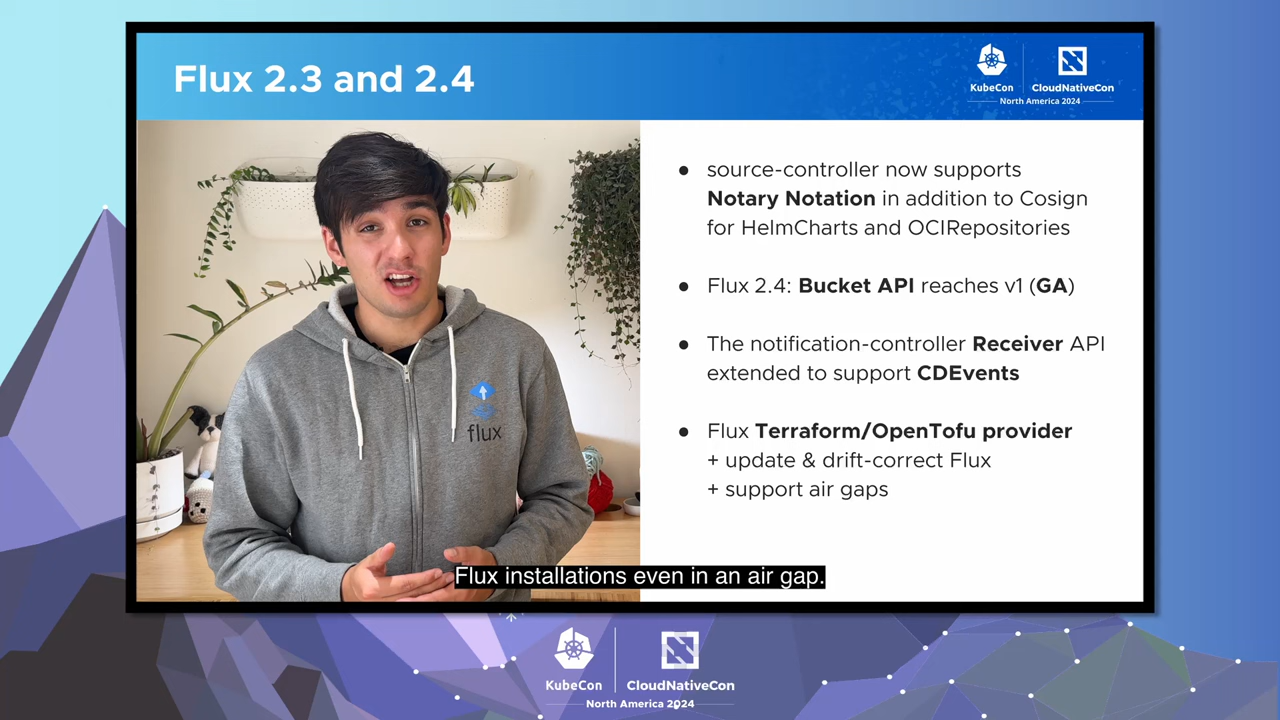 Flux 2.3 and 2.4
KubeCon
CloudNativeCon
North America 2024
source-controller now supports
Notary Notation in addition to Cosign
for HelmCharts and OCIRepositories
Flux 2.4: Bucket API reaches v1 (GA)
The notification-controller Receiver API
extended to support CDEvents
Flux Terraform/OpenTofu provider
+ update & drift-correct Flux
+ support air gaps
flux
Flux installations even in an air gap.
KubeCon
CloudNativeCon
North America 2024